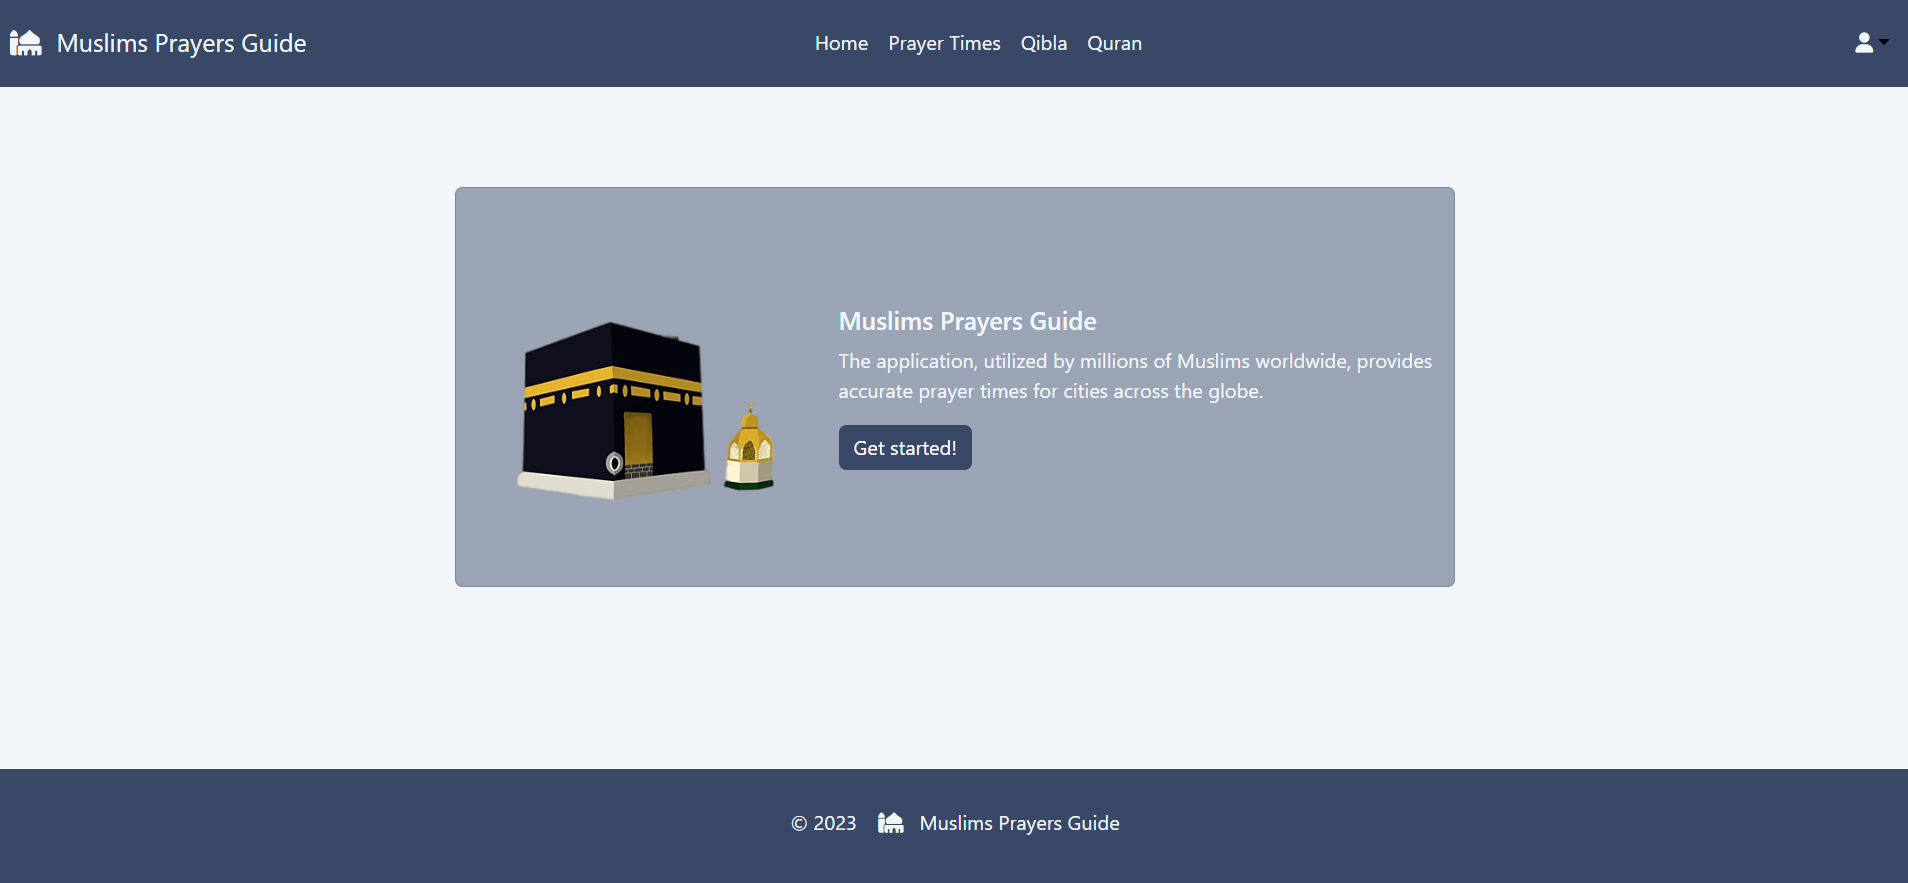 Muslims Prayers Guide
Home Prayer Times Qibla Quran
Muslims Prayers Guide
The application, utilized by millions of Muslims worldwide, provides
accurate prayer times for cities across the globe.
Get started!
© 2023 Muslims Prayers Guide